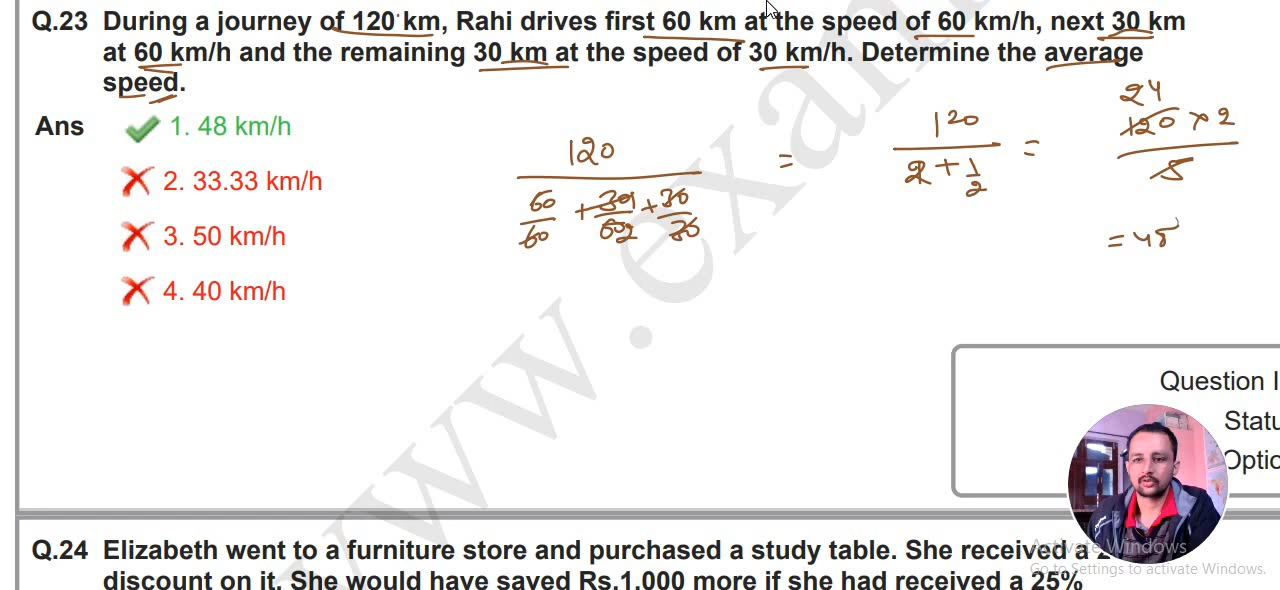 Q.23 During a journey of 120 km, Rahi drives first 60 km at the speed of 60 km/h, next 30 km
at 60 km/h and the remaining 30 km at the speed of 30 km/h. Determine the average
speed.
Ans 1. 48 km/h
2. 33.33 km/h
3. 50 km/h
4. 40 km/h
120 / (60/60 + 30/60 + 30/30) = 120 / (2 + 1/2) = 120 × 2 / 5
24
2
= 48
www.exam
Question I
Statu
Optio
Q.24 Elizabeth went to a furniture store and purchased a study table. She received a 2
discount on it. She would have saved Rs.1,000 more if she had received a 25%
Activate Windows
Go to Settings to activate Windows.